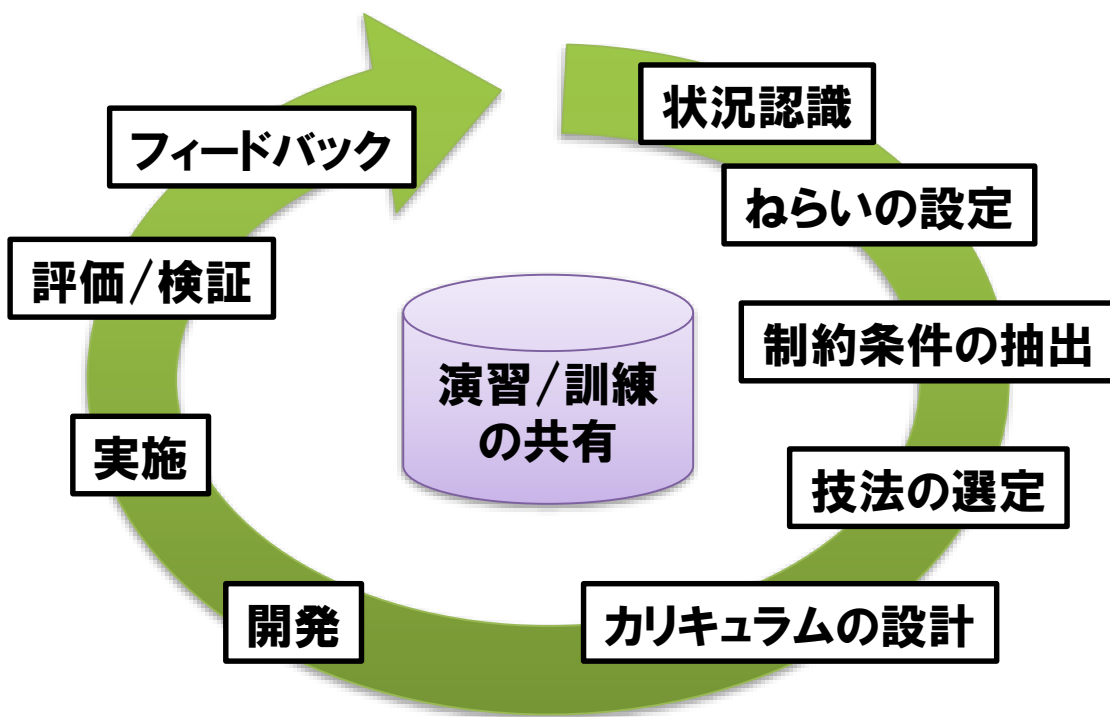 状況認識
ねらいの設定
制約条件の抽出
技法の選定
カリキュラムの設計
開発
実施
評価/検証
フィードバック
演習/訓練
の共有